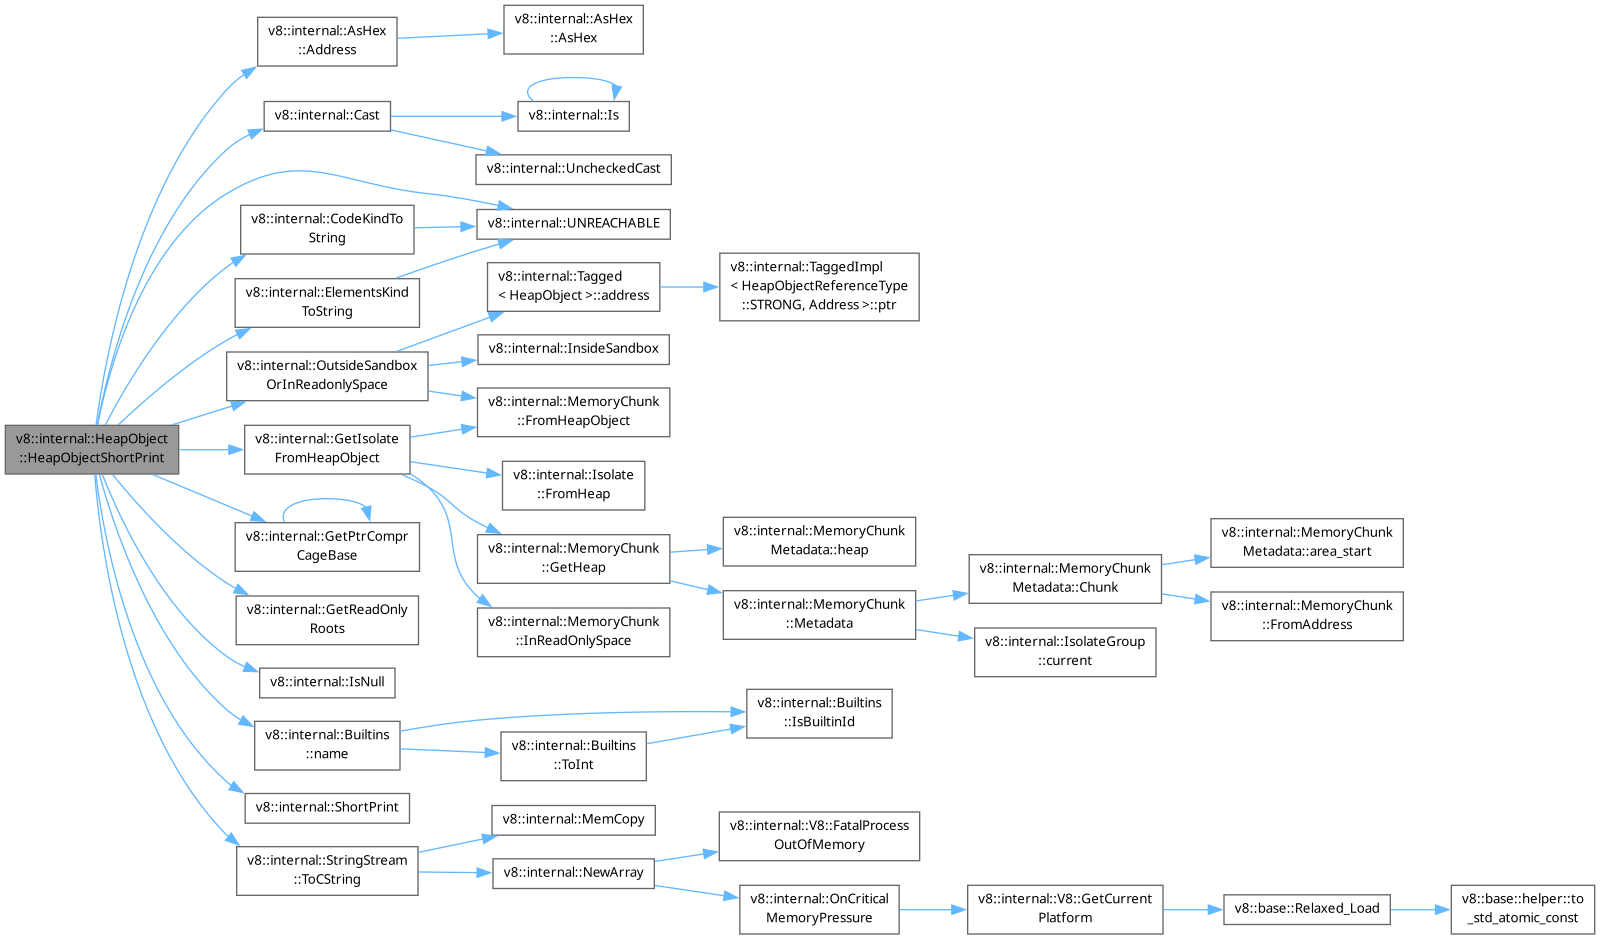 v8::internal::HeapObject
::HeapObjectShortPrint
v8::internal::AsHex
::Address
v8::internal::AsHex
::AsHex
v8::internal::Cast
v8::internal::Is
v8::internal::UncheckedCast
v8::internal::UNREACHABLE
v8::internal::CodeKindTo
String
v8::internal::ElementsKind
ToString
v8::internal::OutsideSandbox
OrInReadonlySpace
v8::internal::Tagged
< HeapObject >::address
v8::internal::TaggedImpl
< HeapObjectReferenceType
::STRONG, Address >::ptr
v8::internal::InsideSandbox
v8::internal::MemoryChunk
::FromHeapObject
v8::internal::GetIsolate
FromHeapObject
v8::internal::Isolate
::FromHeap
v8::internal::MemoryChunk
::GetHeap
v8::internal::MemoryChunk
Metadata::heap
v8::internal::MemoryChunk
::Metadata
v8::internal::MemoryChunk
Metadata::Chunk
v8::internal::MemoryChunk
Metadata::area_start
v8::internal::MemoryChunk
::FromAddress
v8::internal::IsolateGroup
::current
v8::internal::MemoryChunk
::InReadOnlySpace
v8::internal::GetPtrCompr
CageBase
v8::internal::GetReadOnly
Roots
v8::internal::IsNull
v8::internal::Builtins
::name
v8::internal::Builtins
::IsBuiltinId
v8::internal::Builtins
::ToInt
v8::internal::ShortPrint
v8::internal::StringStream
::ToCString
v8::internal::MemCopy
v8::internal::NewArray
v8::internal::V8::FatalProcess
OutOfMemory
v8::internal::OnCritical
MemoryPressure
v8::internal::V8::GetCurrent
Platform
v8::base::Relaxed_Load
v8::base::helper::to
_std_atomic_const